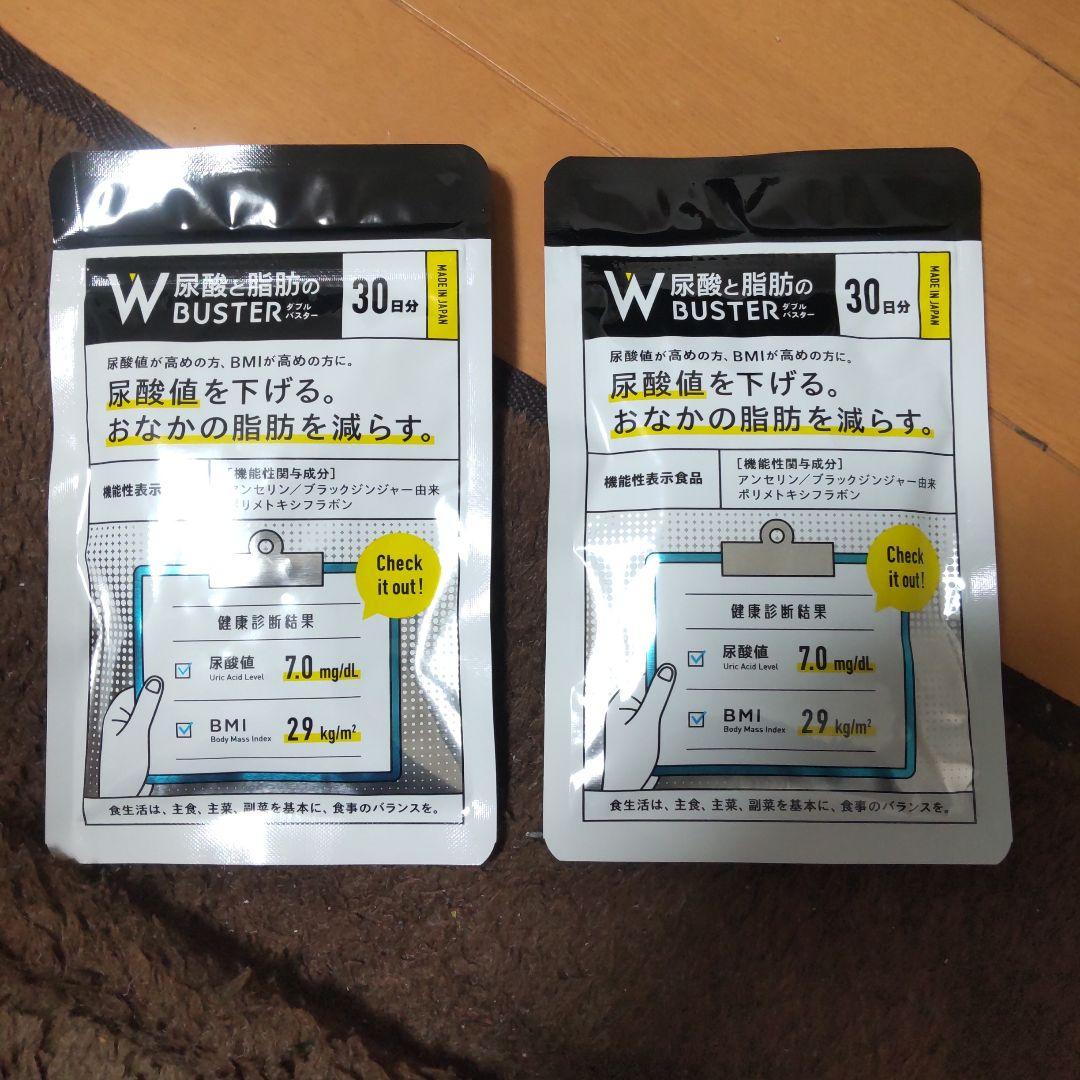 W 尿酸と脂肪の
BUSTER ダブルバスター
30日分
MADE IN JAPAN
尿酸値が高めの方、BMIが高めの方に。
尿酸値を下げる。
おなかの脂肪を減らす。
機能性表示
[機能性関与成分]
アンセリン/ブラックジンジャー由来
ポリメトキシフラボン
Check
it out!
健康診断結果
尿酸値 7.0 mg/dL
Uric Acid Level
BMI 29 kg/m²
Body Mass Index
食生活は、主食、主菜、副菜を基本に、食事のバランスを。
W 尿酸と脂肪の
BUSTER ダブルバスター
30日分
MADE IN JAPAN
尿酸値が高めの方、BMIが高めの方に。
尿酸値を下げる。
おなかの脂肪を減らす。
機能性表示食品
[機能性関与成分]
アンセリン/ブラックジンジャー由来
ポリメトキシフラボン
Check
it out!
健康診断結果
尿酸値 7.0 mg/dL
Uric Acid Level
BMI 29 kg/m²
Body Mass Index
食生活は、主食、主菜、副菜を基本に、食事のバランスを。